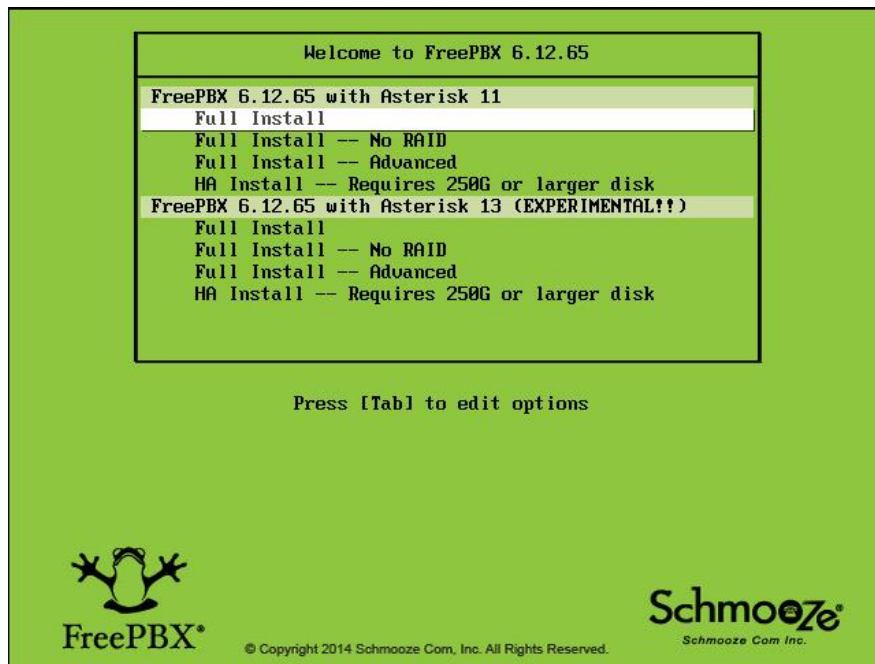 Welcome to FreePBX 6.12.65
FreePBX 6.12.65 with Asterisk 11
Full Install
Full Install -- No RAID
Full Install -- Advanced
HA Install -- Requires 250G or larger disk
FreePBX 6.12.65 with Asterisk 13 (EXPERIMENTAL!!)
Full Install
Full Install -- No RAID
Full Install -- Advanced
HA Install -- Requires 250G or larger disk
Press [Tab] to edit options
FreePBX®
© Copyright 2014 Schmooze Com, Inc. All Rights Reserved.
Schmooze®
Schmooze Com Inc.